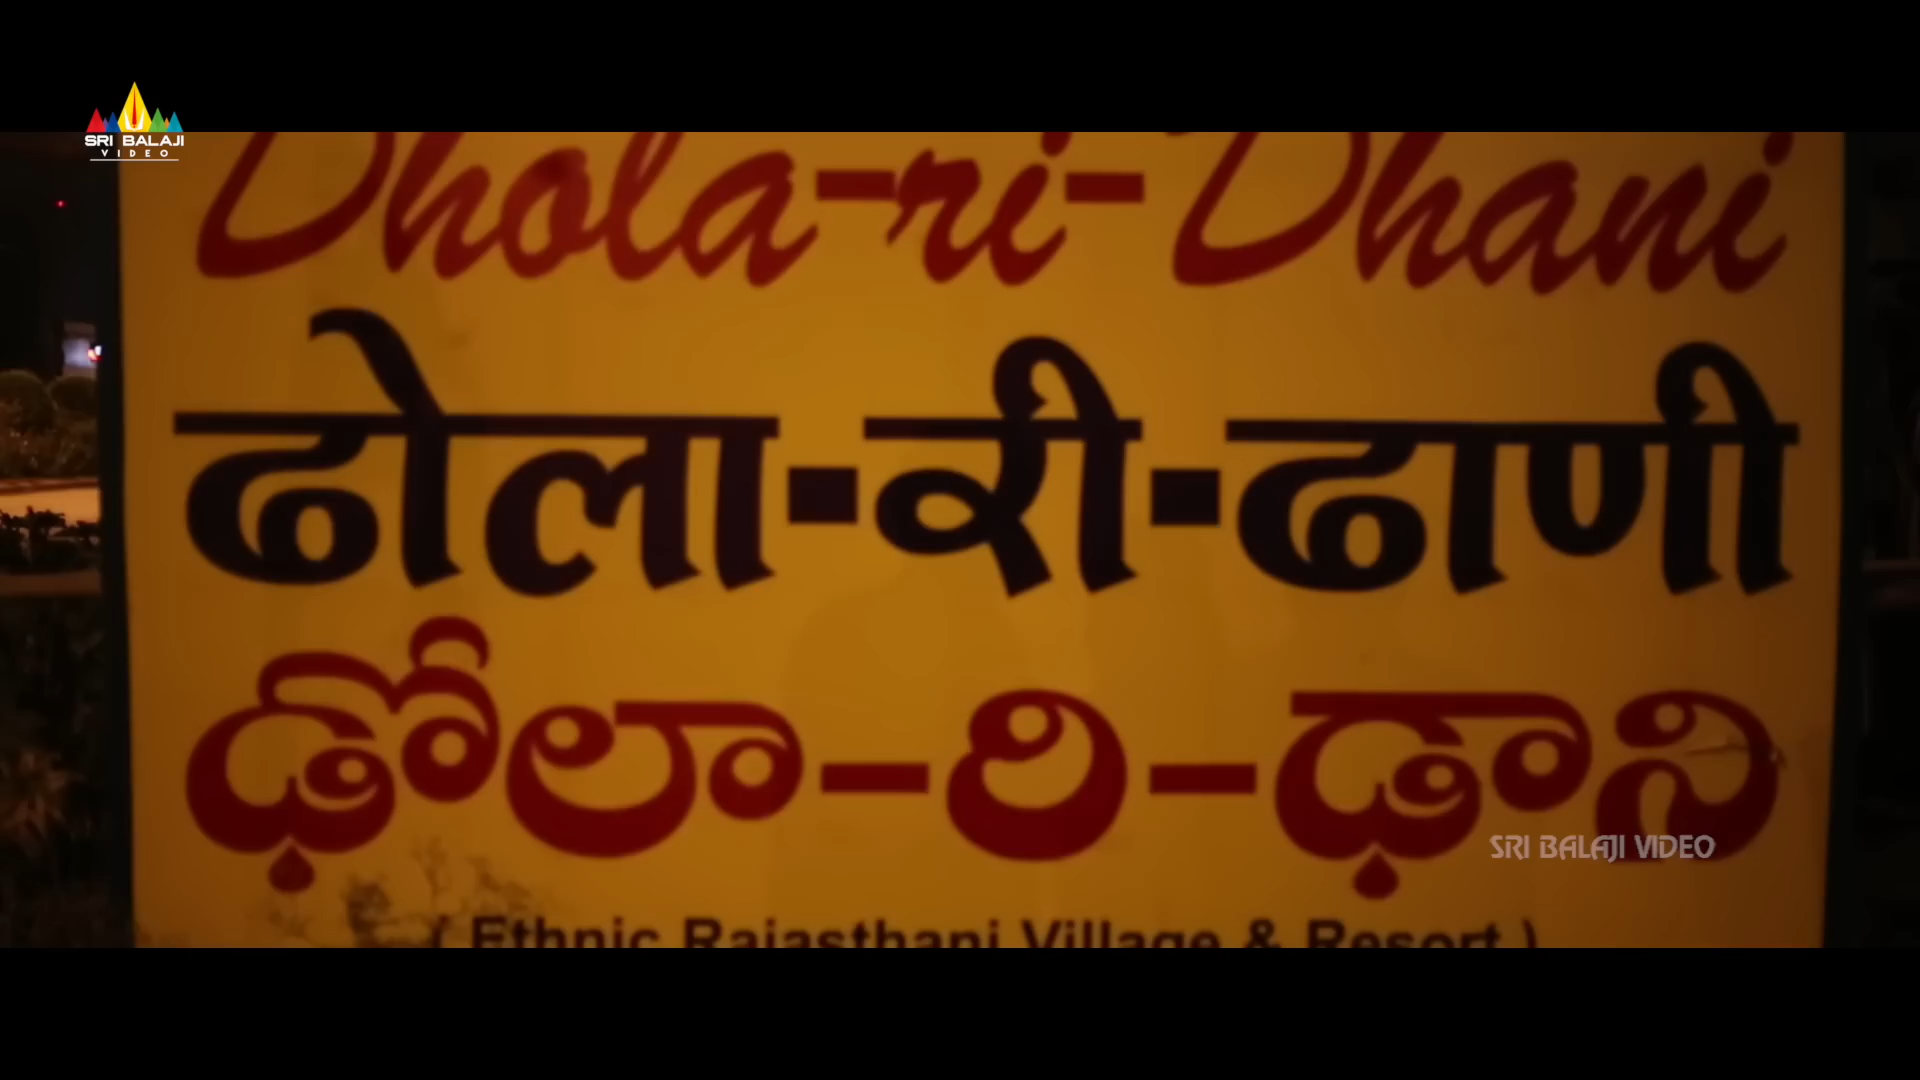 SRI BALAJI
VIDEO
Dhola-ri-Dhani
ढोला-री-ढाणी
ఢోలా-రి-ఢాని
SRI BALAJI VIDEO
( Ethnic Rajasthani Village & Resort )